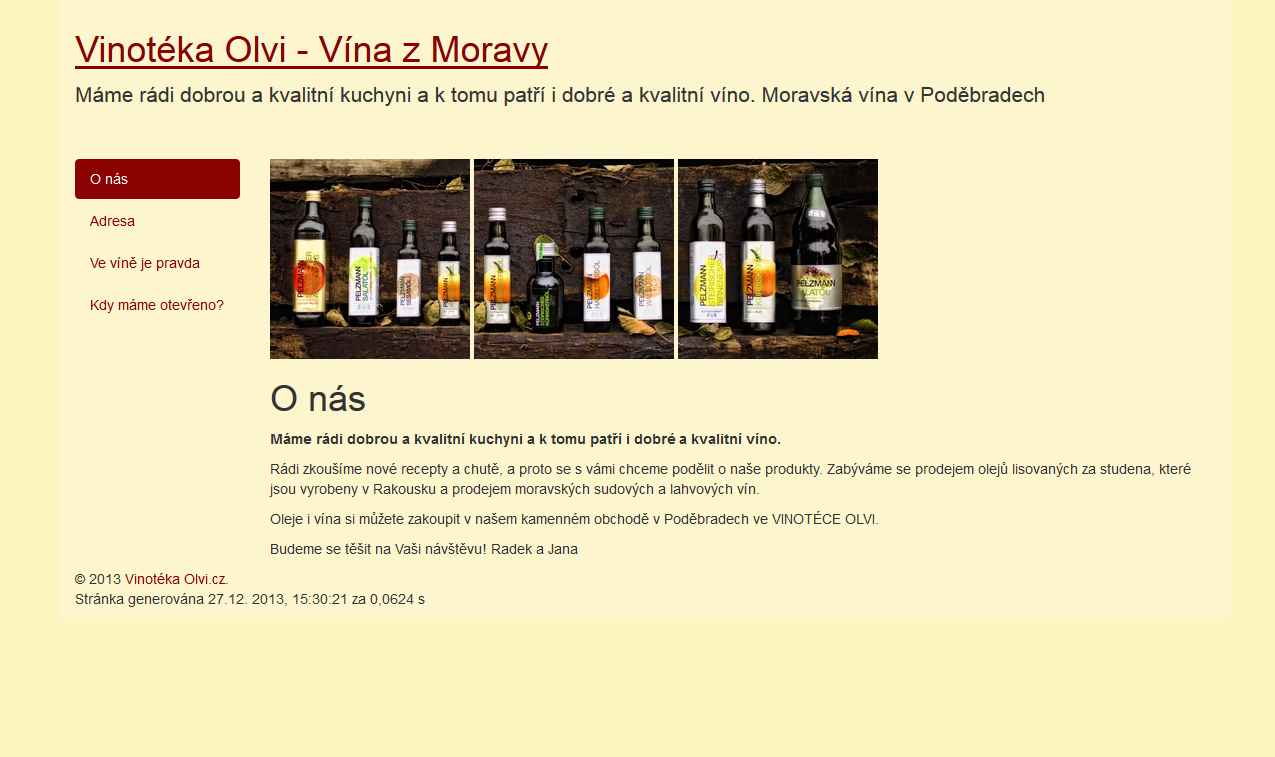 Vinotéka Olvi - Vína z Moravy
Máme rádi dobrou a kvalitní kuchyni a k tomu patří i dobré a kvalitní víno. Moravská vína v Poděbradech
O nás
Adresa
Ve víně je pravda
Kdy máme otevřeno?
PELZMANN
PELZMANN SALATÖL
PELZMANN SESAMÖL
PELZMANN
PELZMANN
PELZMANN
PELZMANN
PELZMANN
PELZMANN
PELZMANN
PELZMANN SALATÖL
O nás
Máme rádi dobrou a kvalitní kuchyni a k tomu patří i dobré a kvalitní víno.
Rádi zkoušíme nové recepty a chutě, a proto se s vámi chceme podělit o naše produkty. Zabýváme se prodejem olejů lisovaných za studena, které
jsou vyrobeny v Rakousku a prodejem moravských sudových a lahvových vín.
Oleje i vína si můžete zakoupit v našem kamenném obchodě v Poděbradech ve VINOTÉCE OLVI.
Budeme se těšit na Vaši návštěvu! Radek a Jana
© 2013 Vinotéka Olvi.cz.
Stránka generována 27.12. 2013, 15:30:21 za 0,0624 s